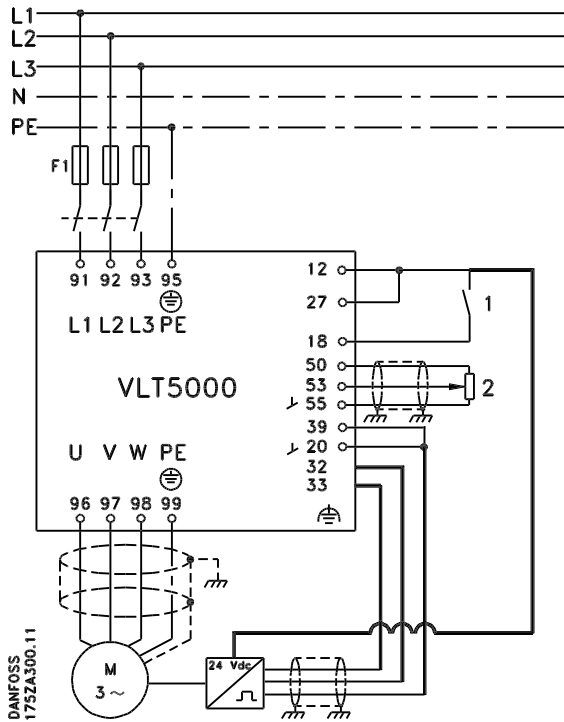 L1
L2
L3
N
PE
F1
91 92 93 95
L1 L2 L3 PE
12
27
18
1
50
53
55
2
VLT5000
39
20
32
33
U V W PE
96 97 98 99
M
3 ~
24 Vdc
DANFOSS
175ZA300.11